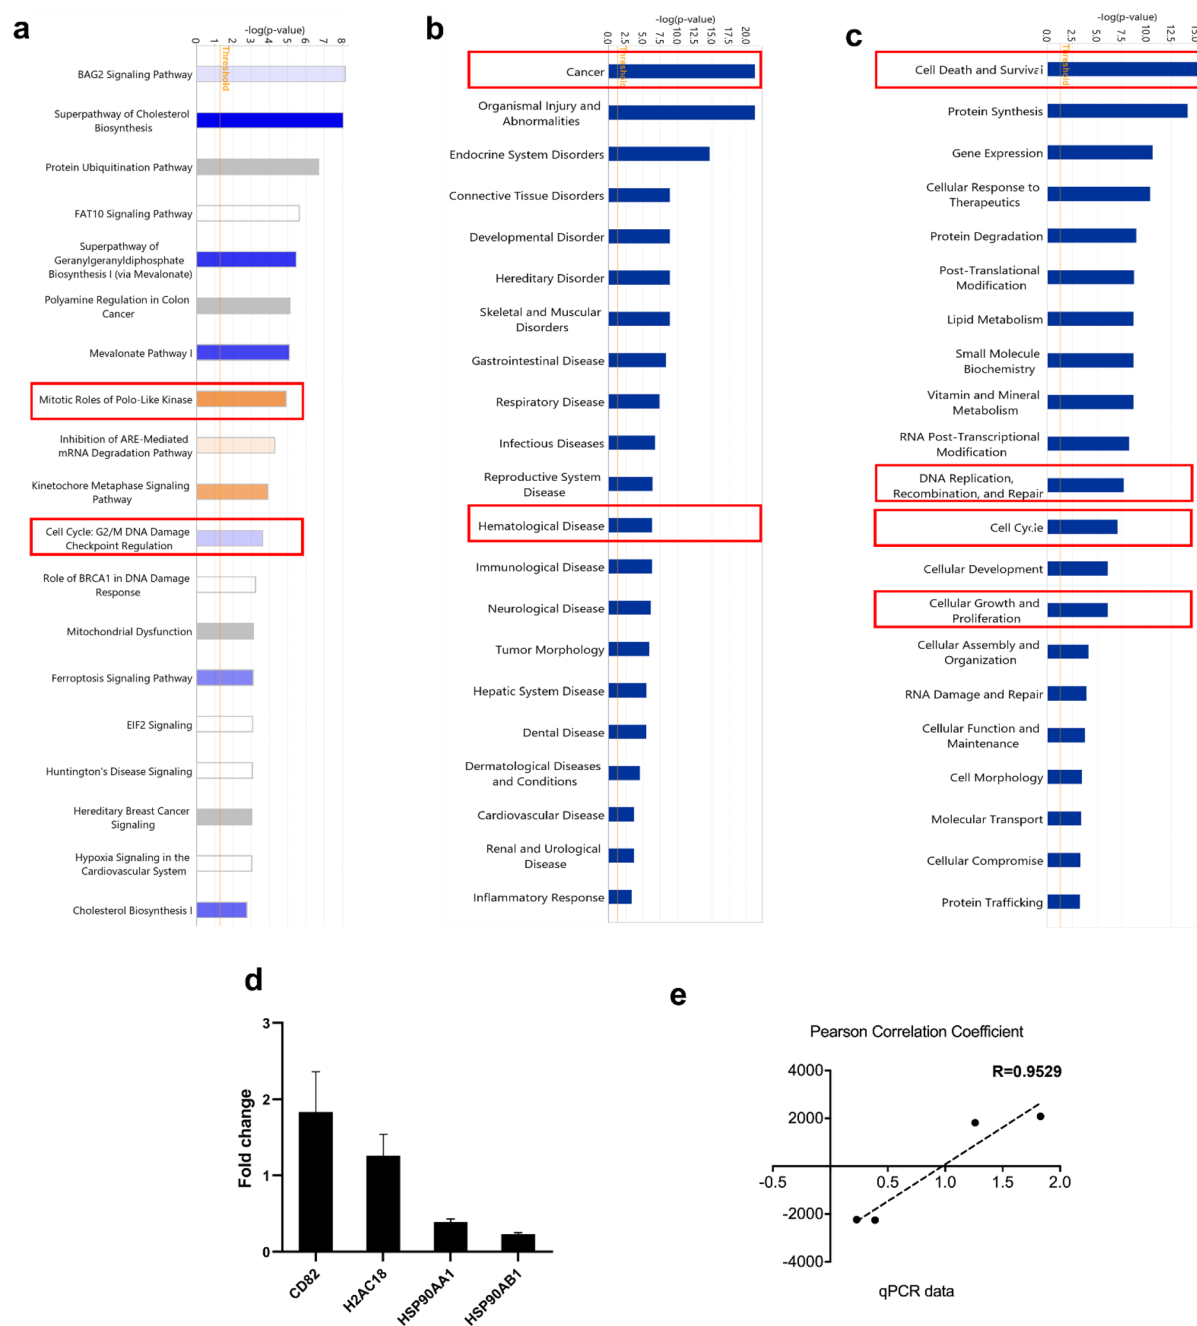 a
-log(p-value)
0 1 2 3 4 5 6 7 8
Threshold
BAG2 Signaling Pathway
Superpathway of Cholesterol
Biosynthesis
Protein Ubiquitination Pathway
FAT10 Signaling Pathway
Superpathway of
Geranylgeranyldiphosphate
Biosynthesis I (via Mevalonate)
Polyamine Regulation in Colon
Cancer
Mevalonate Pathway I
Mitotic Roles of Polo-Like Kinase
Inhibition of ARE-Mediated
mRNA Degradation Pathway
Kinetochore Metaphase Signaling
Pathway
Cell Cycle: G2/M DNA Damage
Checkpoint Regulation
Role of BRCA1 in DNA Damage
Response
Mitochondrial Dysfunction
Ferroptosis Signaling Pathway
EIF2 Signaling
Huntington's Disease Signaling
Hereditary Breast Cancer
Signaling
Hypoxia Signaling in the
Cardiovascular System
Cholesterol Biosynthesis I
b
-log(p-value)
0.0 2.5 5.0 7.5 10.0 12.5 15.0 17.5 20.0
Threshold
Cancer
Organismal Injury and
Abnormalities
Endocrine System Disorders
Connective Tissue Disorders
Developmental Disorder
Hereditary Disorder
Skeletal and Muscular
Disorders
Gastrointestinal Disease
Respiratory Disease
Infectious Diseases
Reproductive System
Disease
Hematological Disease
Immunological Disease
Neurological Disease
Tumor Morphology
Hepatic System Disease
Dental Disease
Dermatological Diseases
and Conditions
Cardiovascular Disease
Renal and Urological
Disease
Inflammatory Response
c
-log(p-value)
0.0 2.5 5.0 7.5 10.0 12.5 15.0
Threshold
Cell Death and Survival
Protein Synthesis
Gene Expression
Cellular Response to
Therapeutics
Protein Degradation
Post-Translational
Modification
Lipid Metabolism
Small Molecule
Biochemistry
Vitamin and Mineral
Metabolism
RNA Post-Transcriptional
Modification
DNA Replication,
Recombination, and Repair
Cell Cycle
Cellular Development
Cellular Growth and
Proliferation
Cellular Assembly and
Organization
RNA Damage and Repair
Cellular Function and
Maintenance
Cell Morphology
Molecular Transport
Cellular Compromise
Protein Trafficking
d
Fold change
3
2
1
0
CD82
H2AC18
HSP90AA1
HSP90AB1
e
Pearson Correlation Coefficient
R=0.9529
4000
2000
-2000
-4000
-0.5 0.5 1.0 1.5 2.0
qPCR data